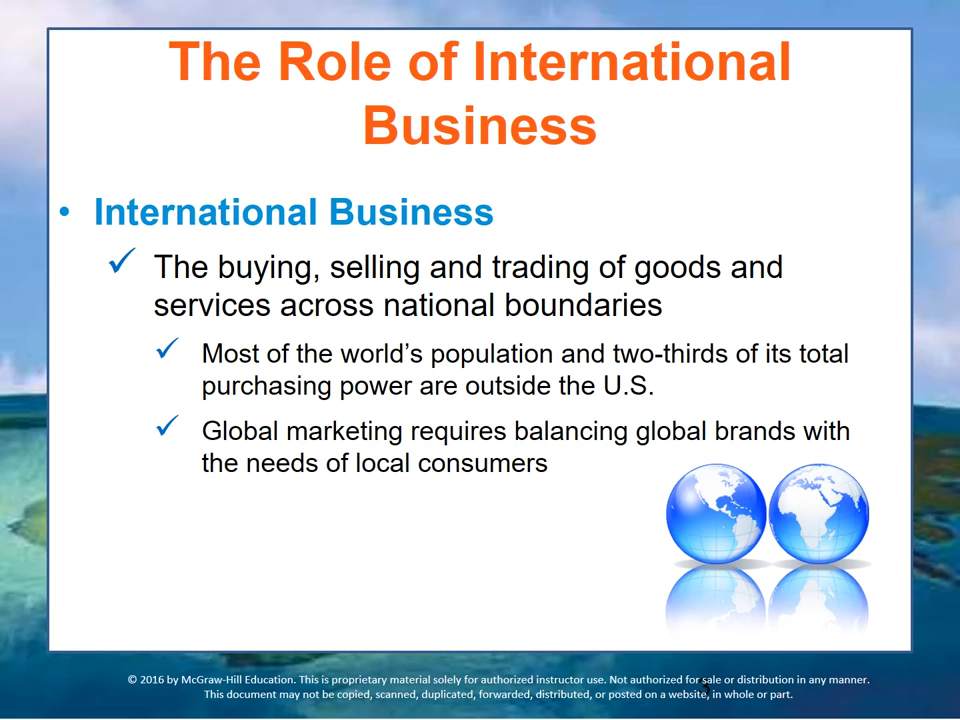 The Role of International
Business
• International Business
✓ The buying, selling and trading of goods and
services across national boundaries
✓ Most of the world’s population and two-thirds of its total
purchasing power are outside the U.S.
✓ Global marketing requires balancing global brands with
the needs of local consumers
© 2016 by McGraw-Hill Education. This is proprietary material solely for authorized instructor use. Not authorized for sale or distribution in any manner.
This document may not be copied, scanned, duplicated, forwarded, distributed, or posted on a website, in whole or part.